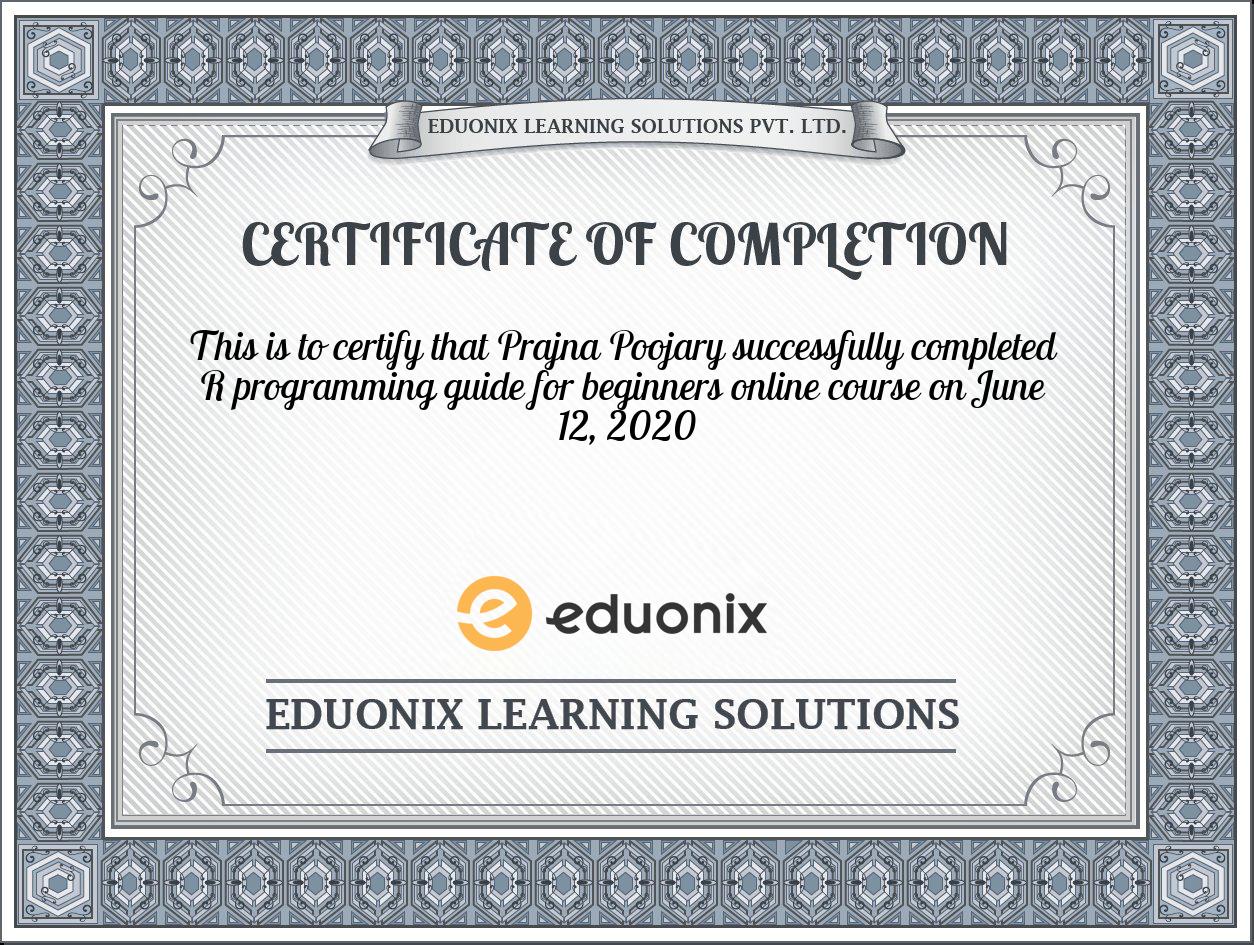 EDUONIX LEARNING SOLUTIONS PVT. LTD.
CERTIFICATE OF COMPLETION
This is to certify that Prajna Poojary successfully completed
R programming guide for beginners online course on June
12, 2020
eduonix
EDUONIX LEARNING SOLUTIONS